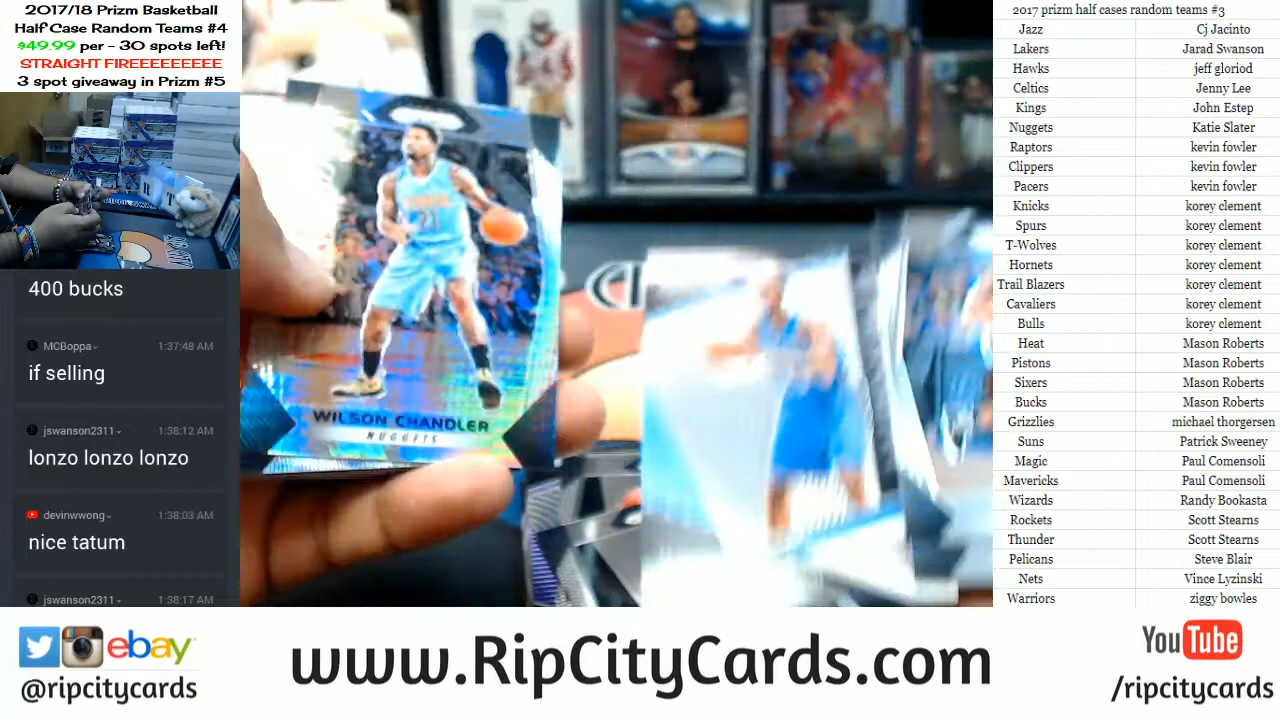 2017/18 Prizm Basketball
Half Case Random Teams #4
$49.99 per - 30 spots left!
STRAIGHT FIREEEEEEEEE
3 spot giveaway in Prizm #5
400 bucks
MCBoppa
1:37:48 AM
if selling
jswanson2311
1:38:12 AM
lonzo lonzo lonzo
devinwwong
1:38:03 AM
nice tatum
jswanson2311
1:38:17 AM
WILSON CHANDLER
NUGGETS
2017 prizm half cases random teams #3
Jazz Cj Jacinto
Lakers Jarad Swanson
Hawks jeff gloriod
Celtics Jenny Lee
Kings John Estep
Nuggets Katie Slater
Raptors kevin fowler
Clippers kevin fowler
Pacers kevin fowler
Knicks korey clement
Spurs korey clement
T-Wolves korey clement
Hornets korey clement
Trail Blazers korey clement
Cavaliers korey clement
Bulls korey clement
Heat Mason Roberts
Pistons Mason Roberts
Sixers Mason Roberts
Bucks Mason Roberts
Grizzlies michael thorgersen
Suns Patrick Sweeney
Magic Paul Comensoli
Mavericks Paul Comensoli
Wizards Randy Bookasta
Rockets Scott Stearns
Thunder Scott Stearns
Pelicans Steve Blair
Nets Vince Lyzinski
Warriors ziggy bowles
ebay
@ripcitycards
www.RipCityCards.com
YouTube
/ripcitycards